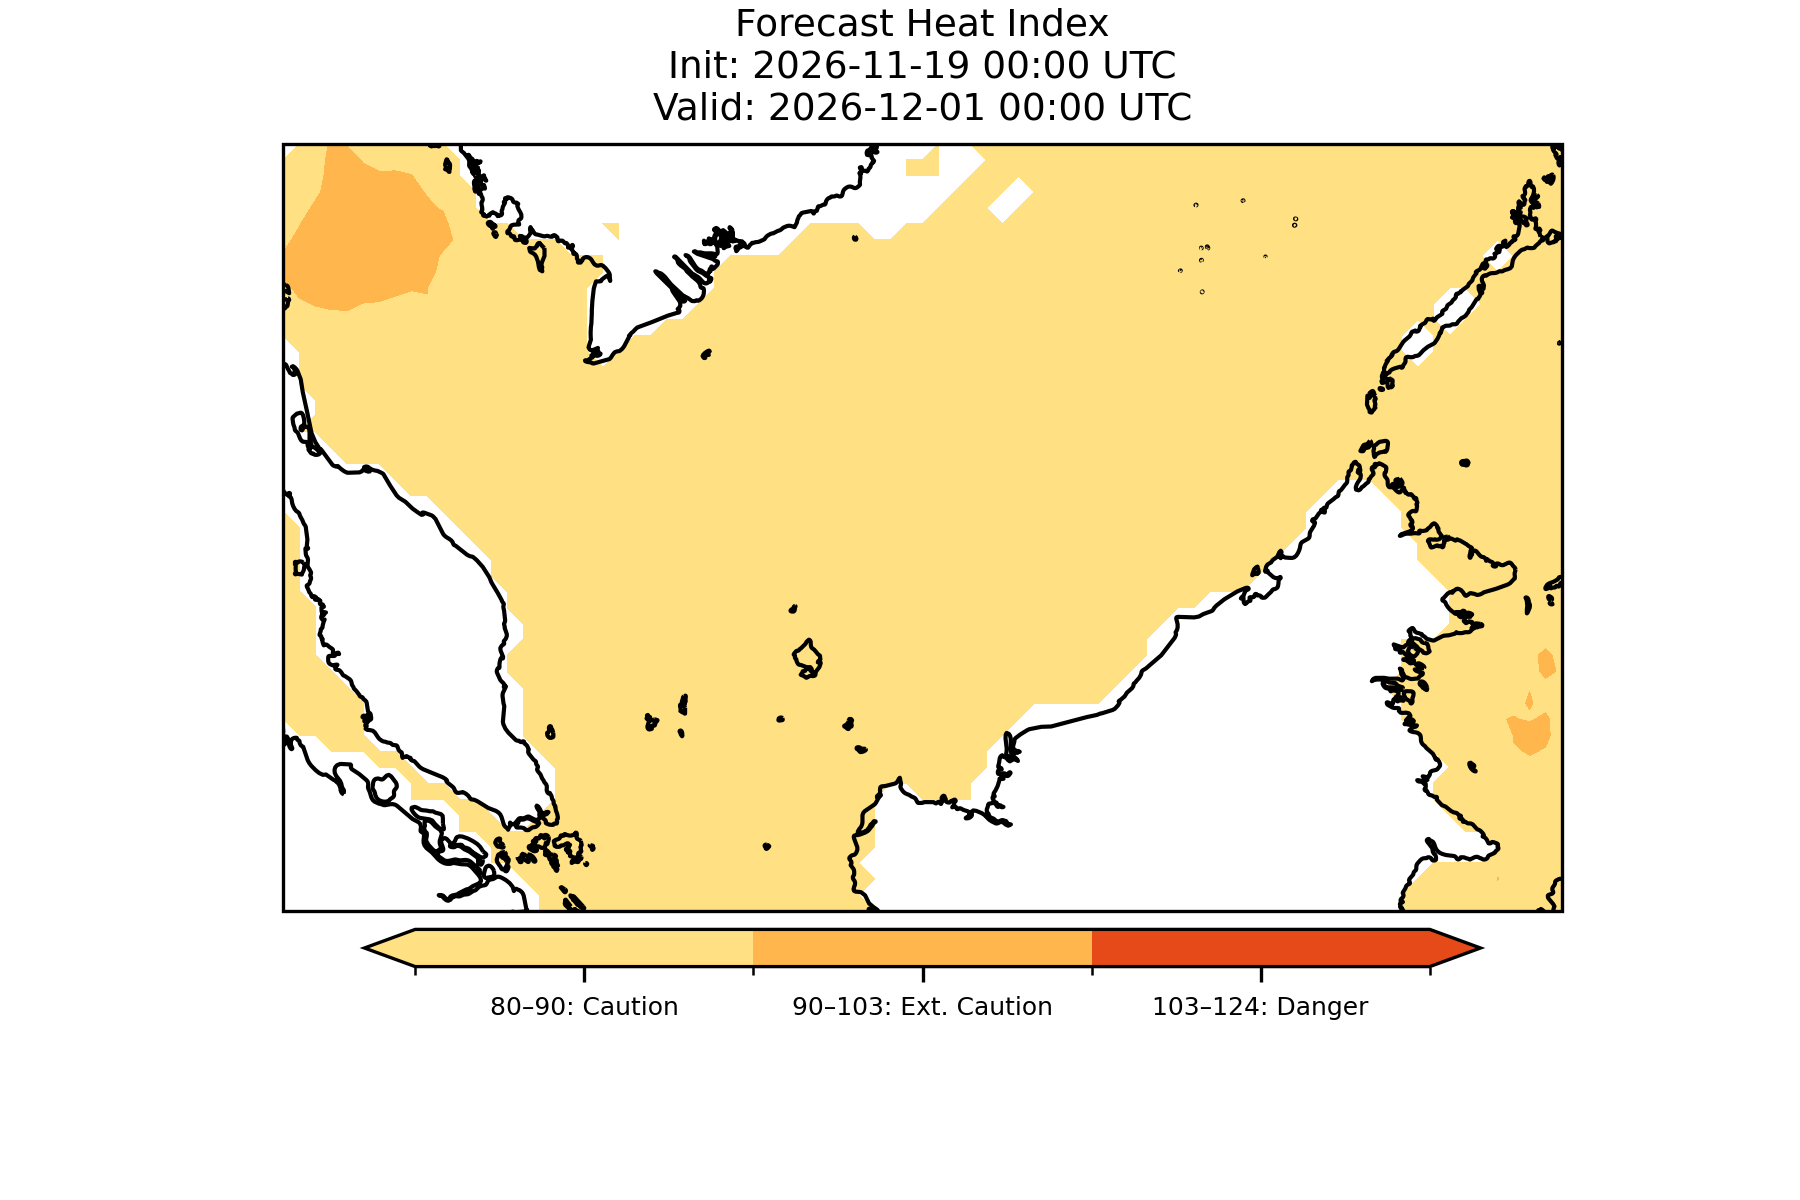 Forecast Heat Index
Init: 2026-11-19 00:00 UTC
Valid: 2026-12-01 00:00 UTC
80–90: Caution
90–103: Ext. Caution
103–124: Danger